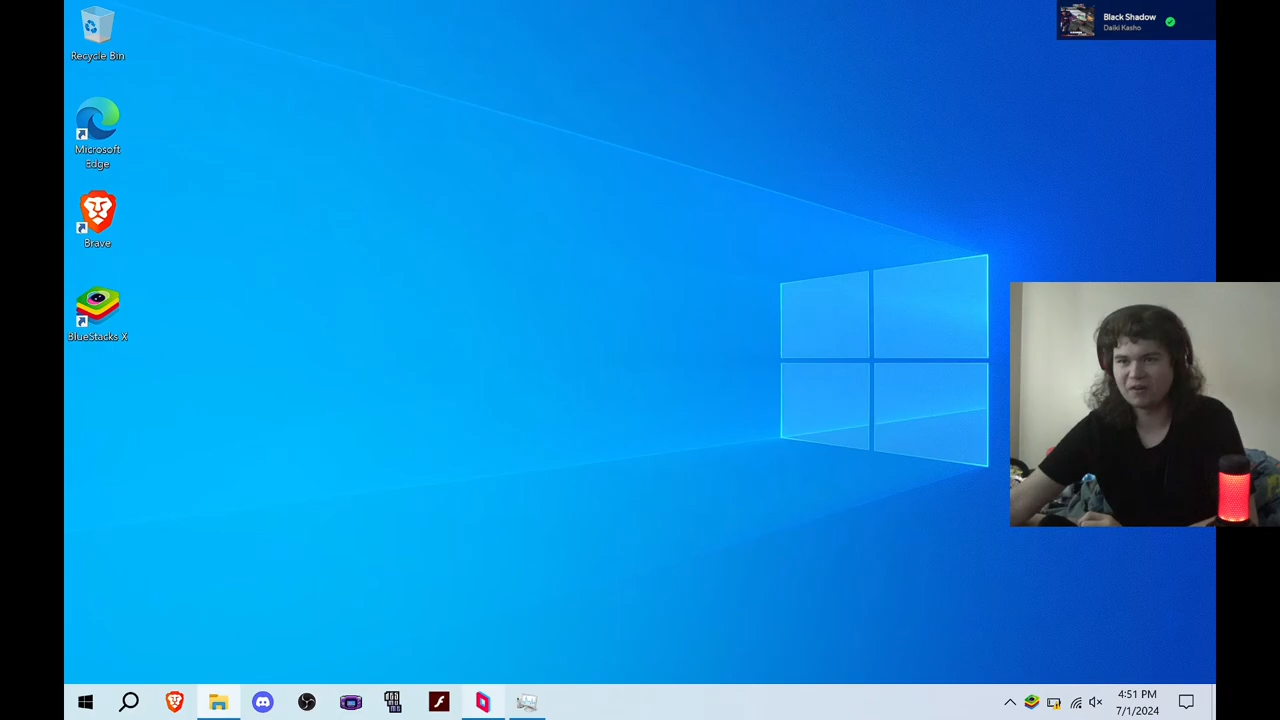 Recycle Bin
Black Shadow
Daiki Kasho
Microsoft
Edge
Brave
BlueStacks X
4:51 PM
7/1/2024